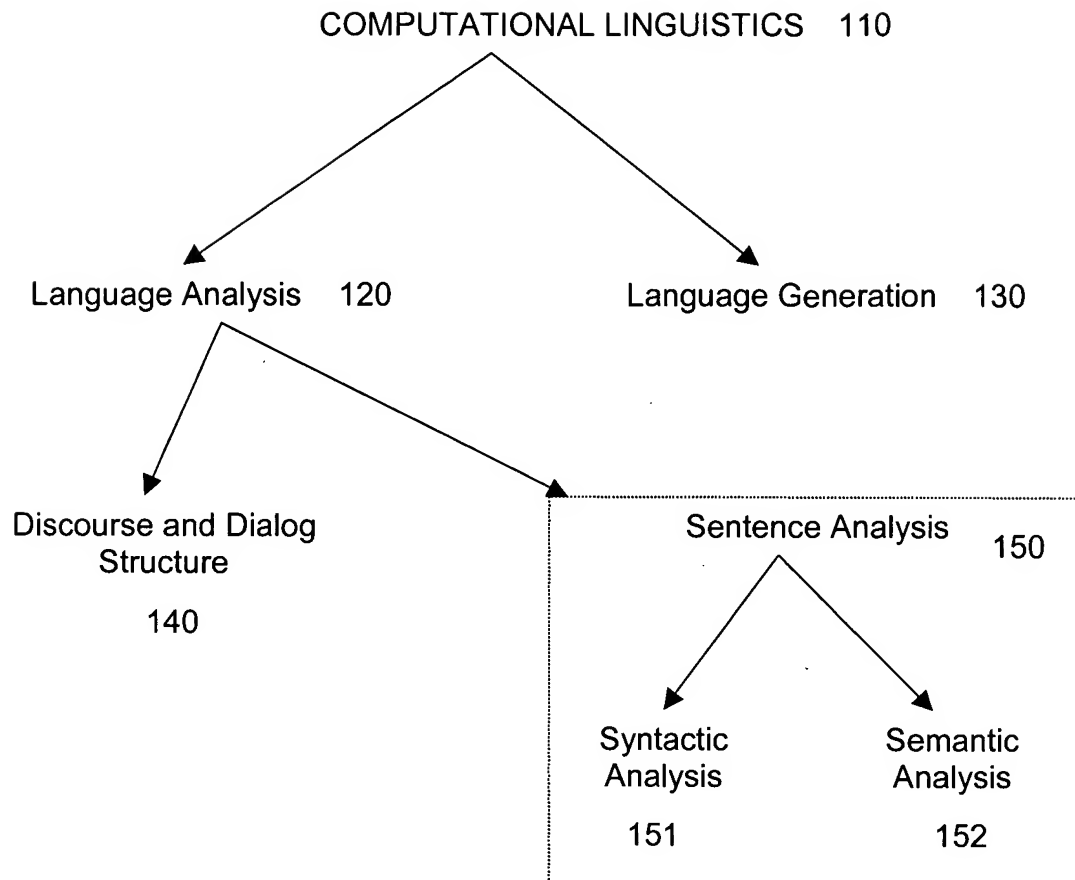 COMPUTATIONAL LINGUISTICS 110
Language Analysis 120
Language Generation 130
Discourse and Dialog
Structure
140
Sentence Analysis 150
Syntactic
Analysis
151
Semantic
Analysis
152